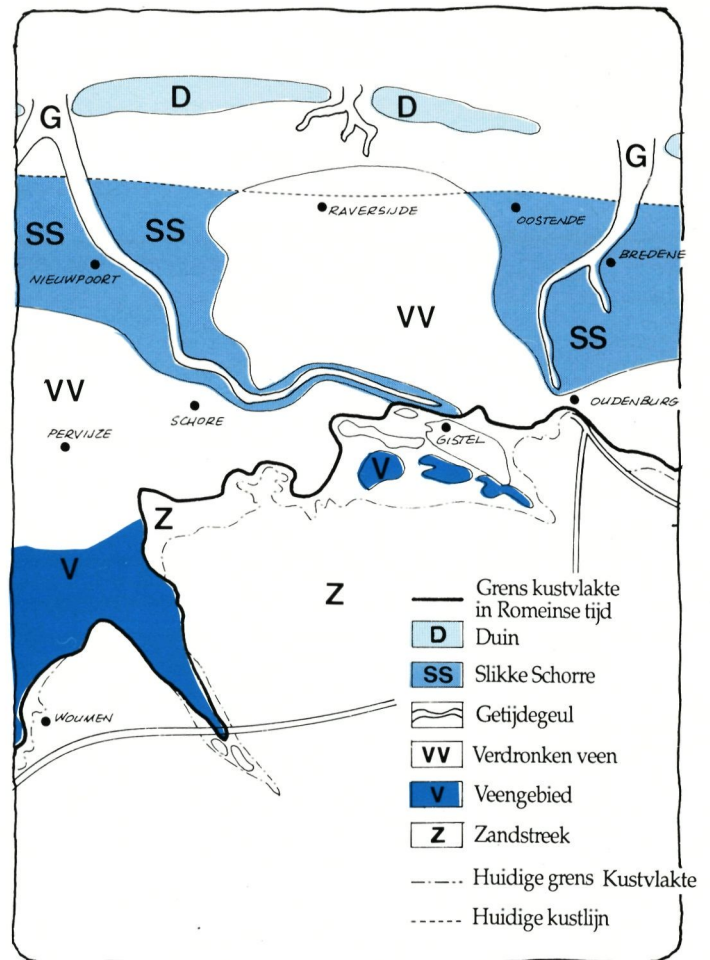 D
D
G
G
RAVERSIJDE
OOSTENDE
SS
SS
BREDENE
NIEUWPOORT
VV
SS
VV
OUDENBURG
SCHORE
GISTEL
PERVIJZE
V
Z
V
Z
Grens kustvlakte
in Romeinse tijd
D Duin
SS Slikke Schorre
Getijdegeul
VV Verdronken veen
V Veengebied
Z Zandstreek
Huidige grens Kustvlakte
Huidige kustlijn
WOUMEN